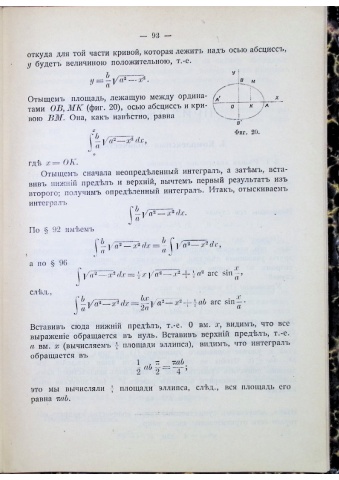 — 93 —
откуда для той части кривой, которая лежитъ надъ осью абсциссъ,
y будетъ величиною положительною, т.-е.
y = b/a √a² — x².
Отыщемъ площадь, лежащую между ордина-
тами OB, MK (фиг. 20), осью абсциссъ и кри-
вою BM. Она, какъ извѣстно, равна
Фиг. 20.
∫ b/a √a² — x² dx,
гдѣ x = OK.
Отыщемъ сначала неопредѣленный интегралъ, а затѣмъ, вста-
вивъ нижній предѣлъ и верхній, вычтемъ первый результатъ изъ
второго; получимъ опредѣленный интегралъ. Итакъ, отыскиваемъ
интегралъ
∫ b/a √a² — x² dx.
По § 92 имѣемъ
∫ b/a √a² — x² dx = b/a ∫ √a² — x² dx,
а по § 96
∫ √a² — x² dx = ½ x √a² — x² + ½ a² arc sin x/a,
слѣд.,
∫ b/a √a² — x² dx = bx/2a √a² — x² + ½ ab arc sin x/a.
Вставивъ сюда нижній предѣлъ, т.-е. 0 вм. x, видимъ, что все
выраженіе обращается въ нуль. Вставивъ верхній предѣлъ, т.-е.
a вм. x (вычисляемъ ¼ площади эллипса), видимъ, что интегралъ
обращается въ
1/2 ab π/2 = πab/4;
это мы вычисляли ¼ площади эллипса, слѣд., вся площадь его
равна πab.